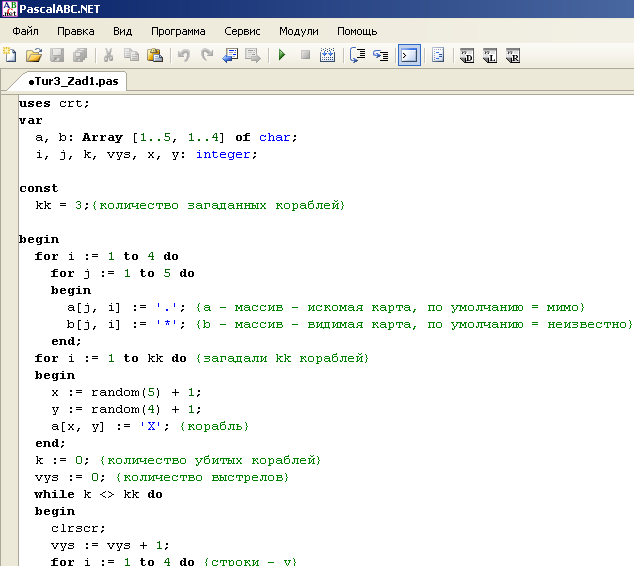 PascalABC.NET
Файл Правка Вид Программа Сервис Модули Помощь
•Tur3_Zad1.pas
uses crt;
var
  a, b: Array [1..5, 1..4] of char;
  i, j, k, vys, x, y: integer;
const
  kk = 3;{количество загаданных кораблей}
begin
  for i := 1 to 4 do
    for j := 1 to 5 do
    begin
      a[j, i] := '.'; {a - массив - искомая карта, по умолчанию = мимо}
      b[j, i] := '*'; {b - массив - видимая карта, по умолчанию = неизвестно}
    end;
  for i := 1 to kk do {загадали kk кораблей}
  begin
    x := random(5) + 1;
    y := random(4) + 1;
    a[x, y] := 'X'; {корабль}
  end;
  k := 0; {количество убитых кораблей}
  vys := 0; {количество выстрелов}
  while k <> kk do
  begin
    clrscr;
    vys := vys + 1;
    for i := 1 to 4 do {строки - y}